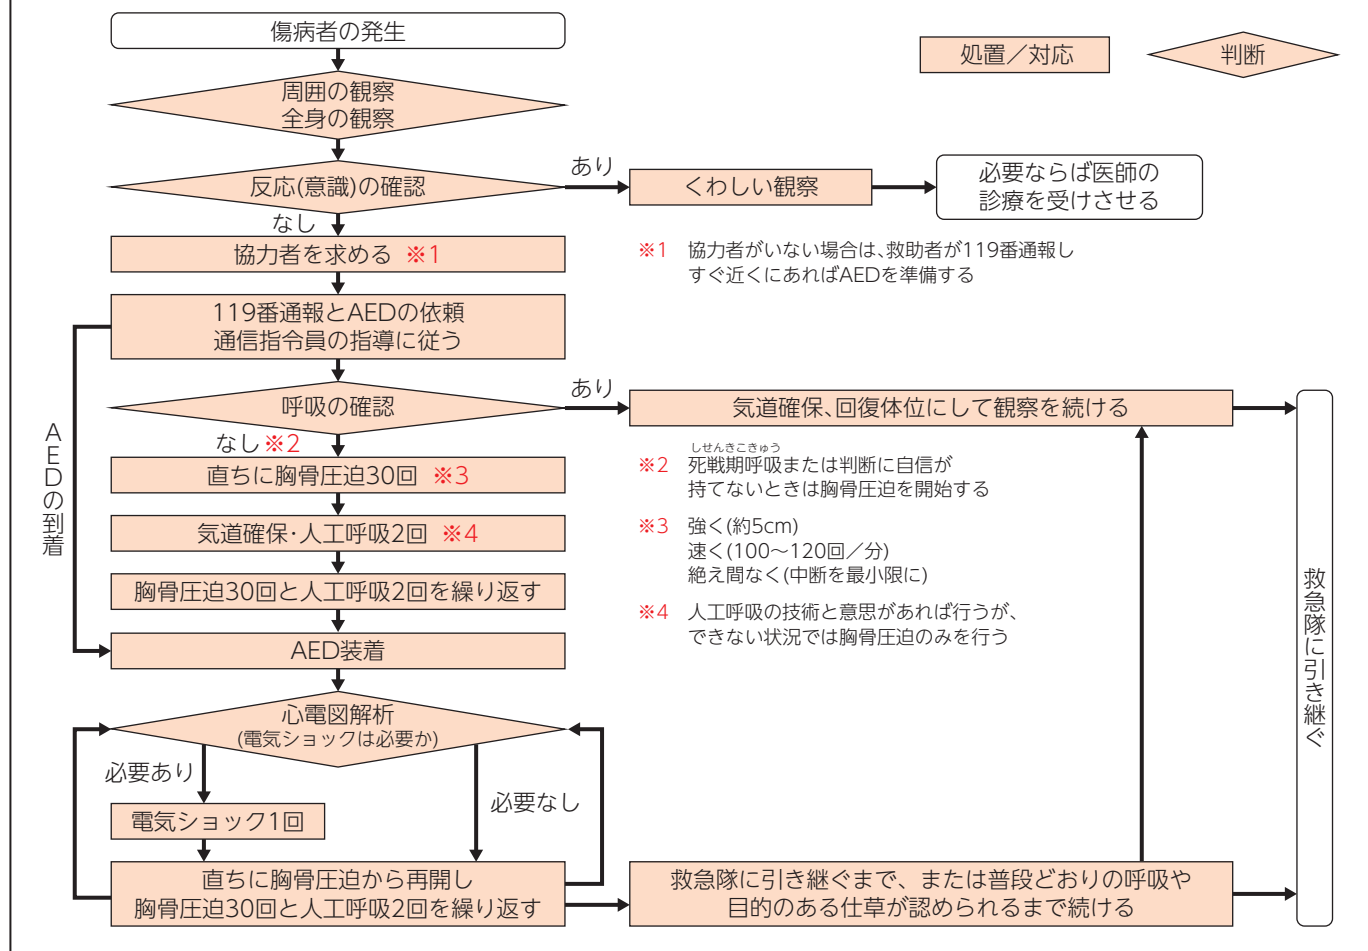 傷病者の発生
処置／対応
判断
周囲の観察
全身の観察
反応(意識)の確認
あり
くわしい観察
必要ならば医師の
診療を受けさせる
なし
協力者を求める ※1
※1 協力者がいない場合は、救助者が119番通報し
すぐ近くにあればAEDを準備する
119番通報とAEDの依頼
通信指令員の指導に従う
呼吸の確認
あり
気道確保、回復体位にして観察を続ける
なし※2
AEDの到着
直ちに胸骨圧迫30回 ※3
しせんきこきゅう
※2 死戦期呼吸または判断に自信が
持てないときは胸骨圧迫を開始する
気道確保・人工呼吸2回 ※4
※3 強く(約5cm)
速く(100〜120回／分)
絶え間なく(中断を最小限に)
胸骨圧迫30回と人工呼吸2回を繰り返す
※4 人工呼吸の技術と意思があれば行うが、
できない状況では胸骨圧迫のみを行う
AED装着
救急隊に引き継ぐ
心電図解析
(電気ショックは必要か)
必要あり
必要なし
電気ショック1回
直ちに胸骨圧迫から再開し
胸骨圧迫30回と人工呼吸2回を繰り返す
救急隊に引き継ぐまで、または普段どおりの呼吸や
目的のある仕草が認められるまで続ける